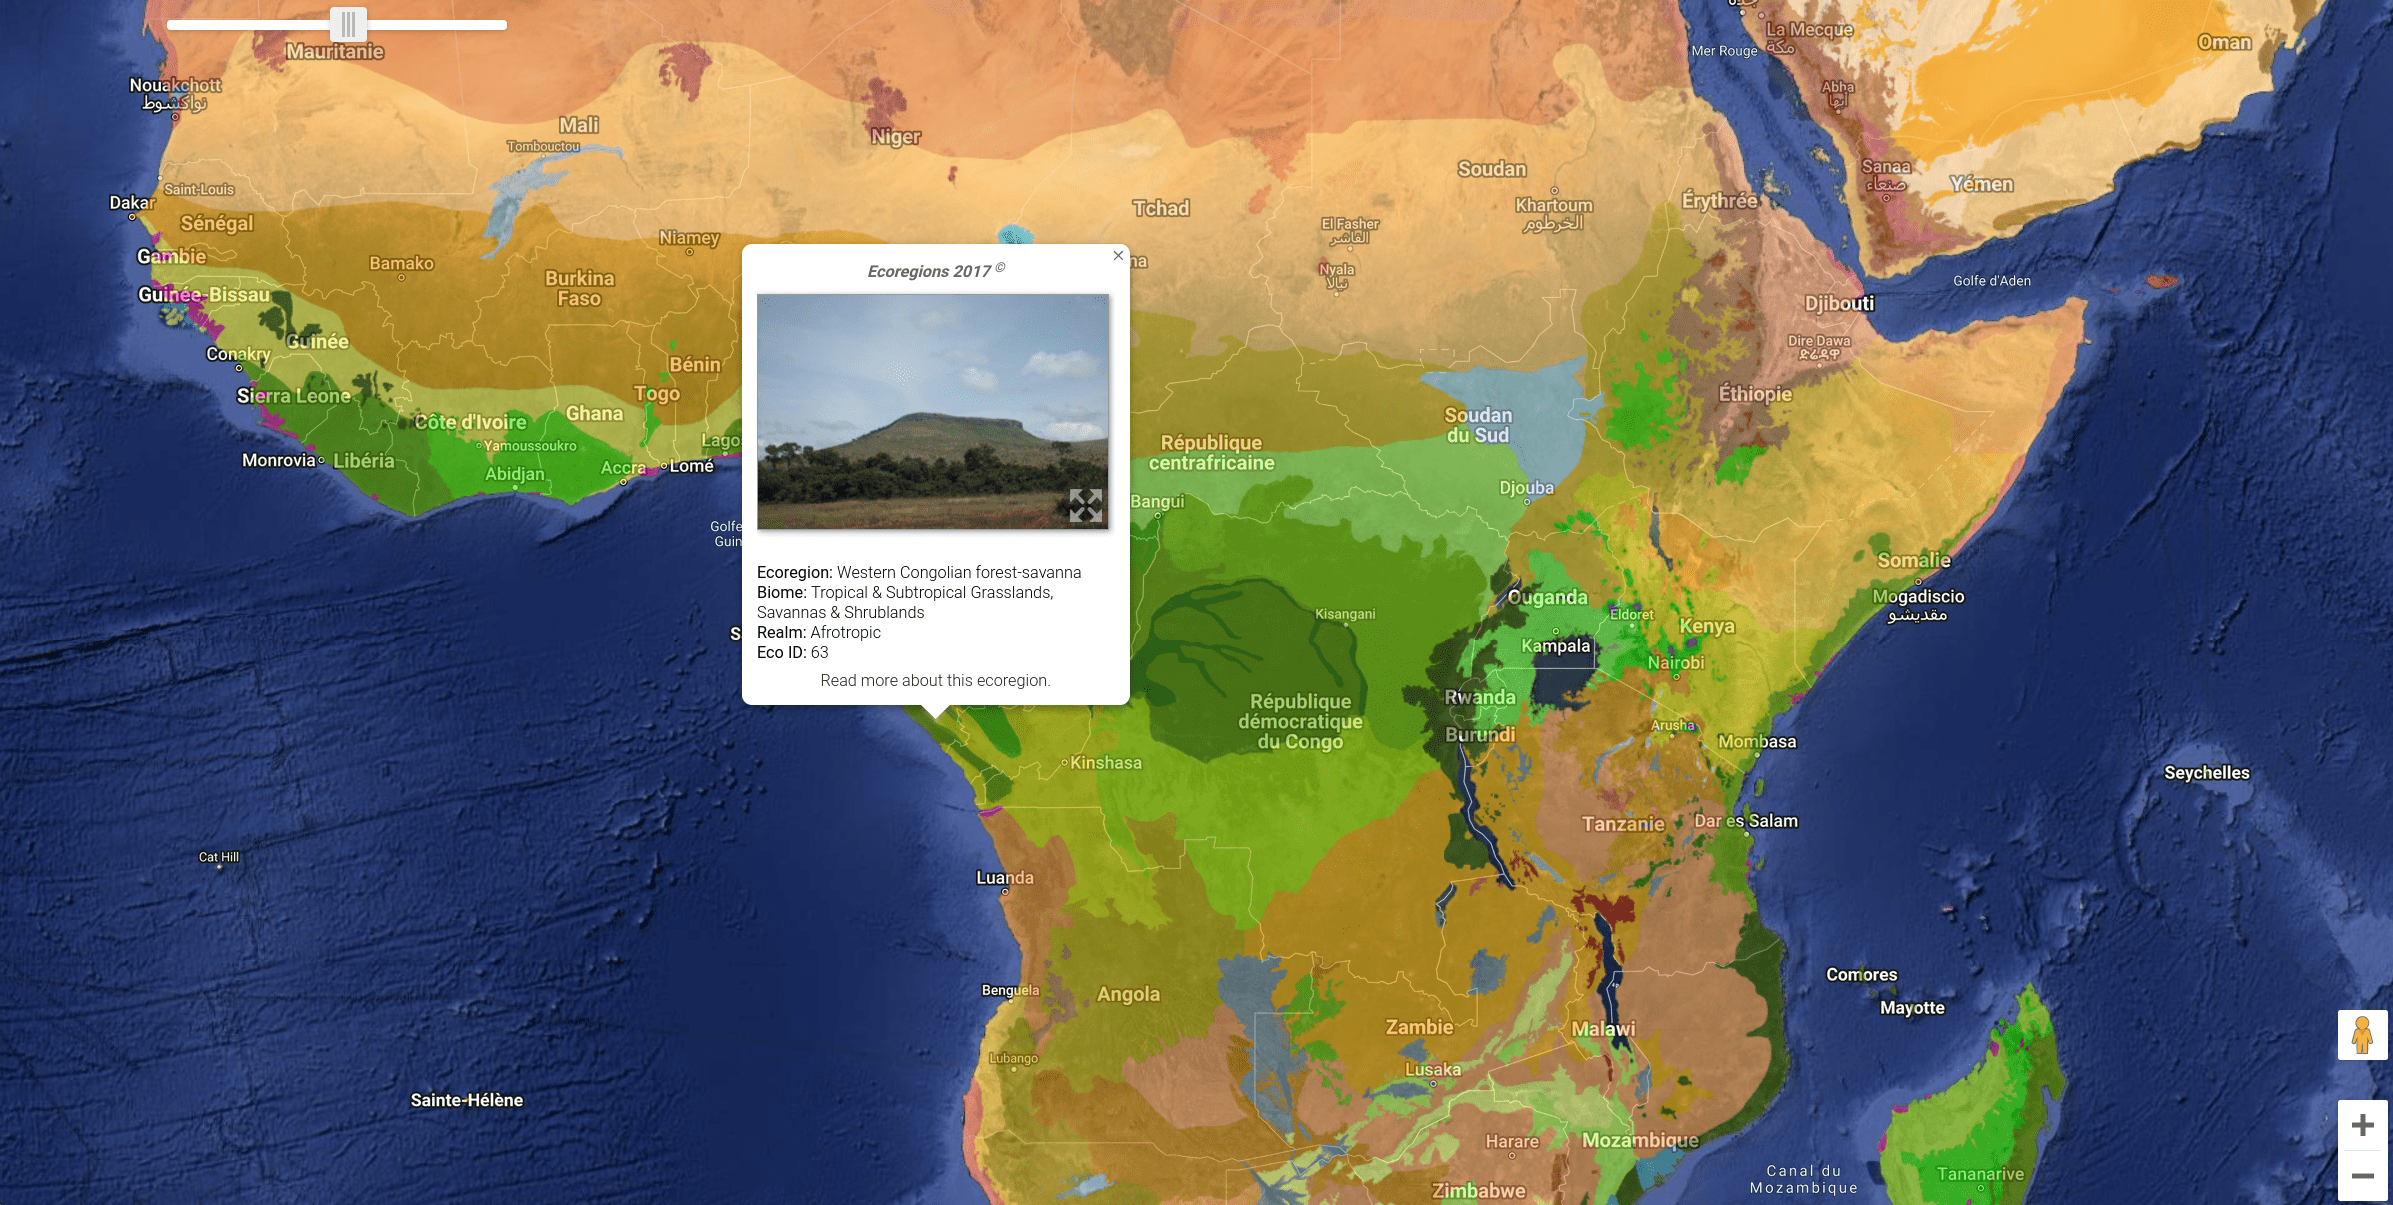 Mauritanie
La Mecque
مكة
Oman
Mer Rouge
Nouakchott
نواكشوط
Abha
أبها
Mali
Niger
Tombouctou
Soudan
Sanaa
صنعاء
Yémen
Saint-Louis
Dakar
Sénégal
Tchad
Khartoum
الخرطوم
Érythrée
El Fasher
الفاشر
Niamey
Gambie
Bamako
Burkina
Faso
Nyala
نيالا
Golfe d'Aden
Guinée-Bissau
Djibouti
Guinée
Conakry
Dire Dawa
ድሬዳዋ
Bénin
Togo
Sierra Leone
Éthiopie
Côte d'Ivoire
Ghana
Soudan
du Sud
Yamoussoukro
République
centrafricaine
Monrovia
Libéria
Abidjan
Accra
Lomé
Djouba
Bangui
Ecoregions 2017 ©
Ecoregion: Western Congolian forest-savanna
Biome: Tropical & Subtropical Grasslands,
Savannas & Shrublands
Realm: Afrotropic
Eco ID: 63
Read more about this ecoregion.
Somalie
Mogadiscio
مقديشو
Ouganda
Kisangani
Eldoret
Kenya
Kampala
Nairobi
Rwanda
République
démocratique
du Congo
Burundi
Arusha
Mombasa
Kinshasa
Seychelles
Tanzanie
Dar es Salam
Cat Hill
Luanda
Comores
Benguela
Angola
Mayotte
Zambie
Malawi
Lubango
Lusaka
Sainte-Hélène
Harare
Mozambique
Canal du
Mozambique
Tananarive
Zimbabwe